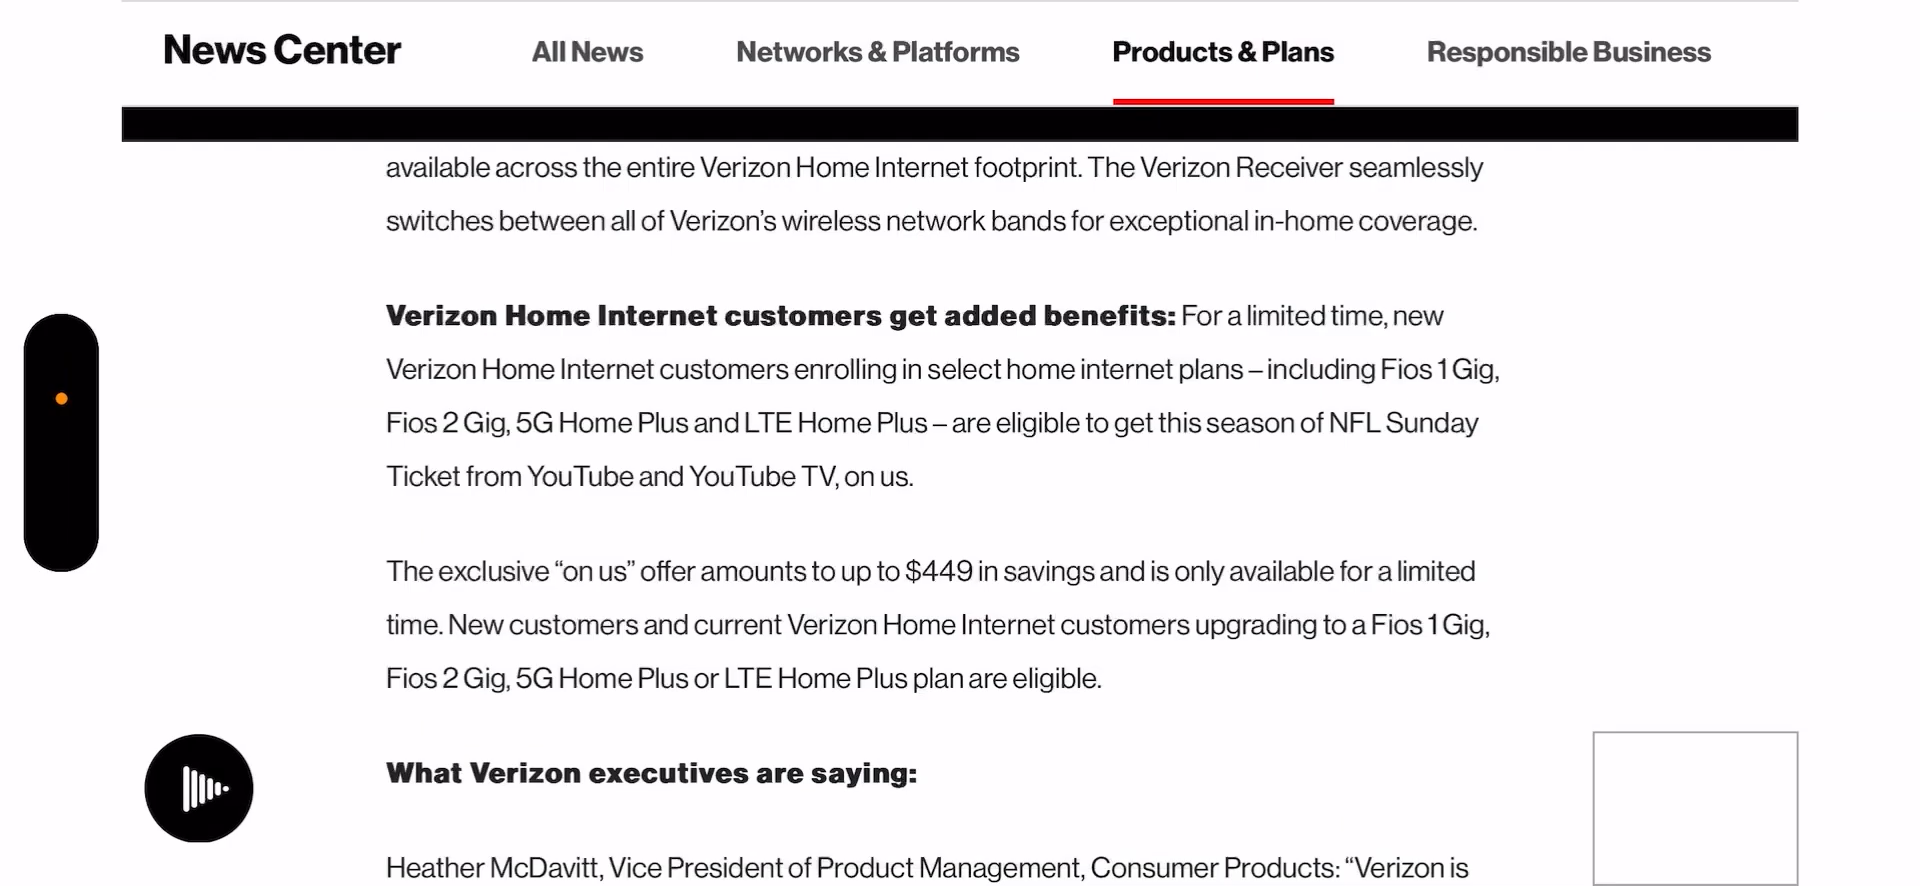 News Center
All News
Networks & Platforms
Products & Plans
Responsible Business
available across the entire Verizon Home Internet footprint. The Verizon Receiver seamlessly
switches between all of Verizon’s wireless network bands for exceptional in-home coverage.
Verizon Home Internet customers get added benefits: For a limited time, new
Verizon Home Internet customers enrolling in select home internet plans – including Fios 1 Gig,
Fios 2 Gig, 5G Home Plus and LTE Home Plus – are eligible to get this season of NFL Sunday
Ticket from YouTube and YouTube TV, on us.
The exclusive “on us” offer amounts to up to $449 in savings and is only available for a limited
time. New customers and current Verizon Home Internet customers upgrading to a Fios 1 Gig,
Fios 2 Gig, 5G Home Plus or LTE Home Plus plan are eligible.
What Verizon executives are saying:
Heather McDavitt, Vice President of Product Management, Consumer Products: “Verizon is